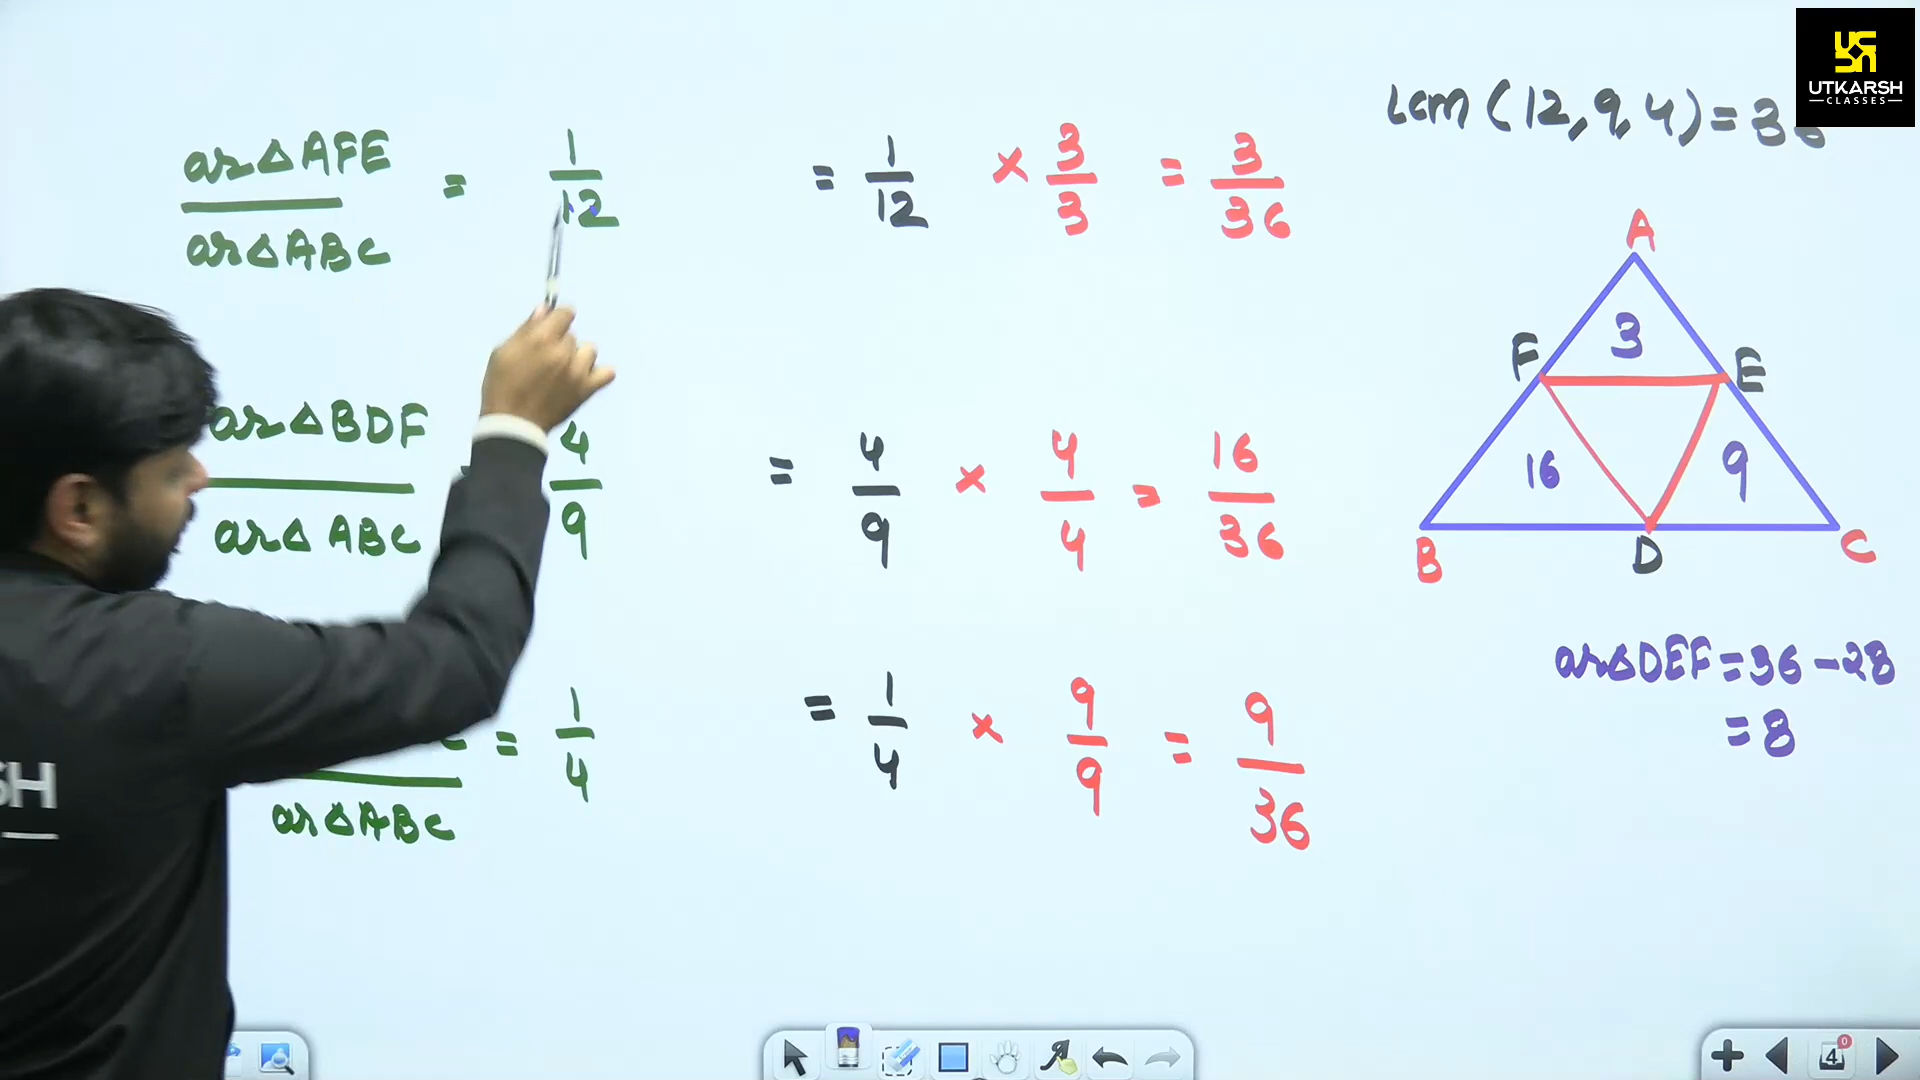 UTKARSH
CLASSES
Lcm (12,9,4)=36
ar△AFE / ar△ABC = 1/12 = 1/12 × 3/3 = 3/36
ar△BDF / ar△ABC = 4/9 = 4/9 × 4/4 = 16/36
ar△ABC = 1/4 = 1/4 × 9/9 = 9/36
A
3
F E
16 9
B D C
ar△DEF=36-28
=8
SH
4
0